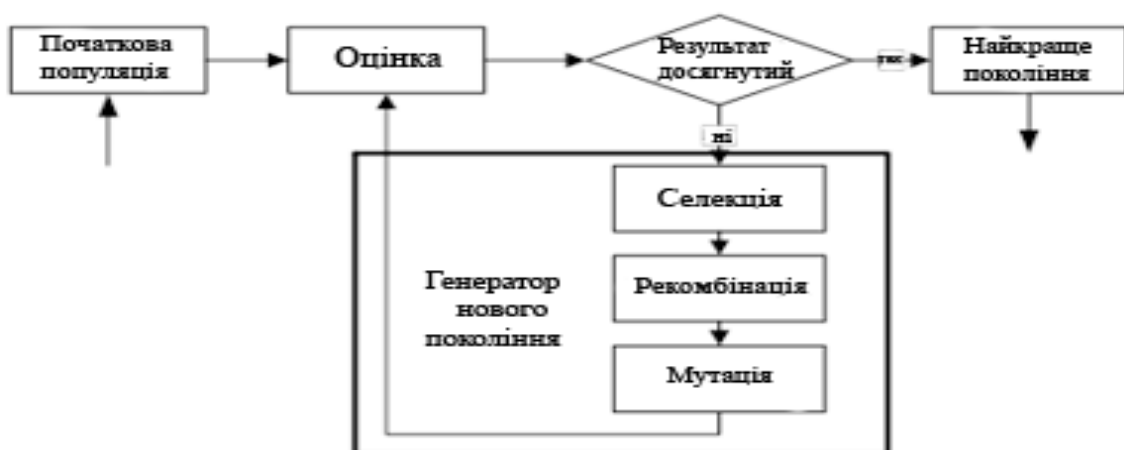 Початкова
популяція
Оцінка
Результат
досягнутий
так
Найкраще
покоління
ні
Селекція
Рекомбінація
Мутація
Генератор
нового
покоління